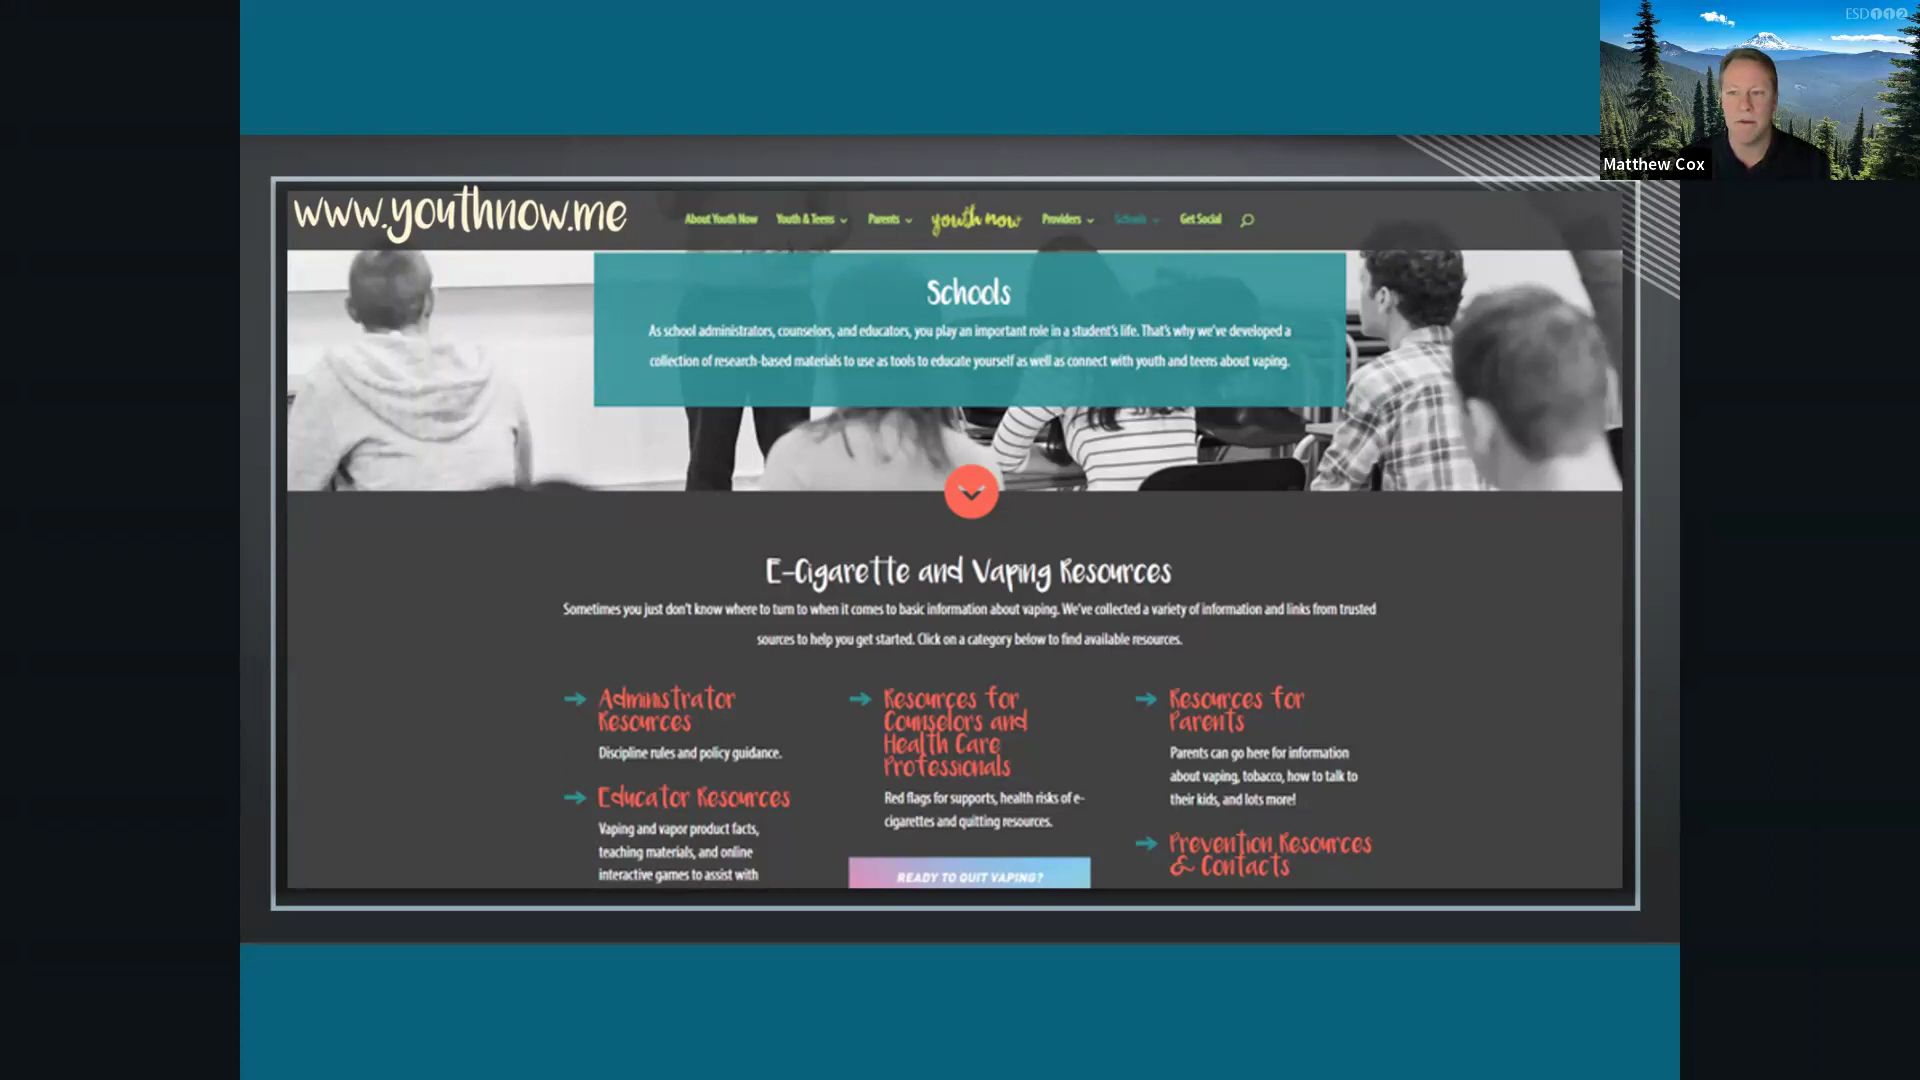 ESD112
Matthew Cox
www.youthnow.me
About Youth Now Youth & Teens Parents youth now Providers Schools Get Social
Schools
As school administrators, counselors, and educators, you play an important role in a student's life. That's why we've developed a
collection of research-based materials to use as tools to educate yourself as well as connect with youth and teens about vaping.
E-Cigarette and Vaping Resources
Sometimes you just don't know where to turn to when it comes to basic information about vaping. We've collected a variety of information and links from trusted
sources to help you get started. Click on a category below to find available resources.
Administrator
Resources
Discipline rules and policy guidance.
Educator Resources
Vaping and vapor product facts,
teaching materials, and online
interactive games to assist with
Resources for
Counselors and
Health Care
Professionals
Red flags for supports, health risks of e-
cigarettes and quitting resources.
READY TO QUIT VAPING?
Resources for
Parents
Parents can go here for information
about vaping, tobacco, how to talk to
their kids, and lots more!
Prevention Resources
& Contacts